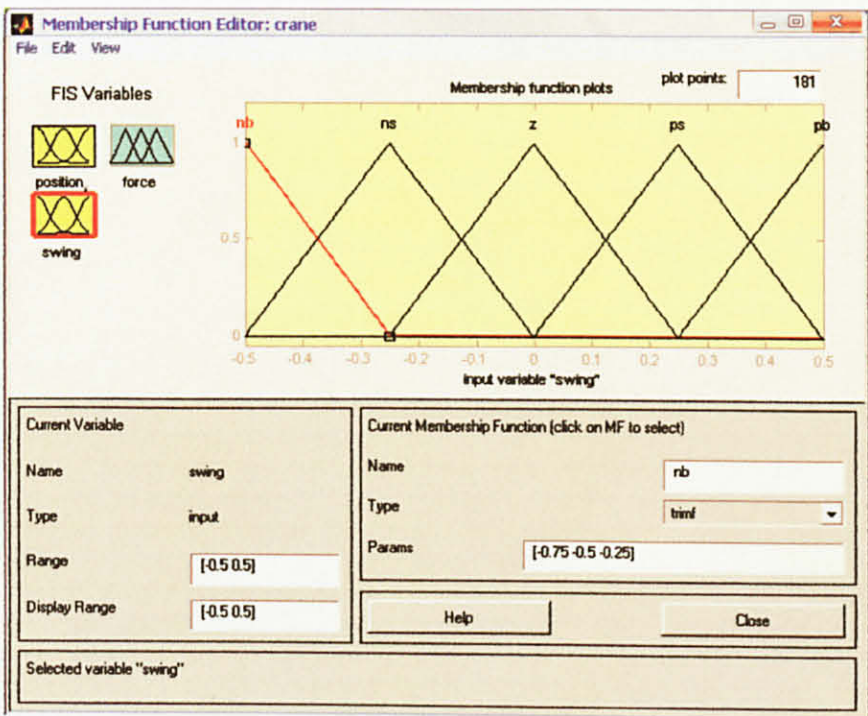 Membership Function Editor: crane
File Edit View
FIS Variables
Membership function plots
plot points:
181
position
force
swing
nb
ns
z
ps
pb
1
0.5
0
-0.5
-0.4
-0.3
-0.2
-0.1
0
0.1
0.2
0.3
0.4
0.5
input variable "swing"
Current Variable
Name
swing
Type
input
Range
[-0.5 0.5]
Display Range
[-0.5 0.5]
Current Membership Function (click on MF to select)
Name
nb
Type
trimf
Params
[-0.75 -0.5 -0.25]
Help
Close
Selected variable "swing"